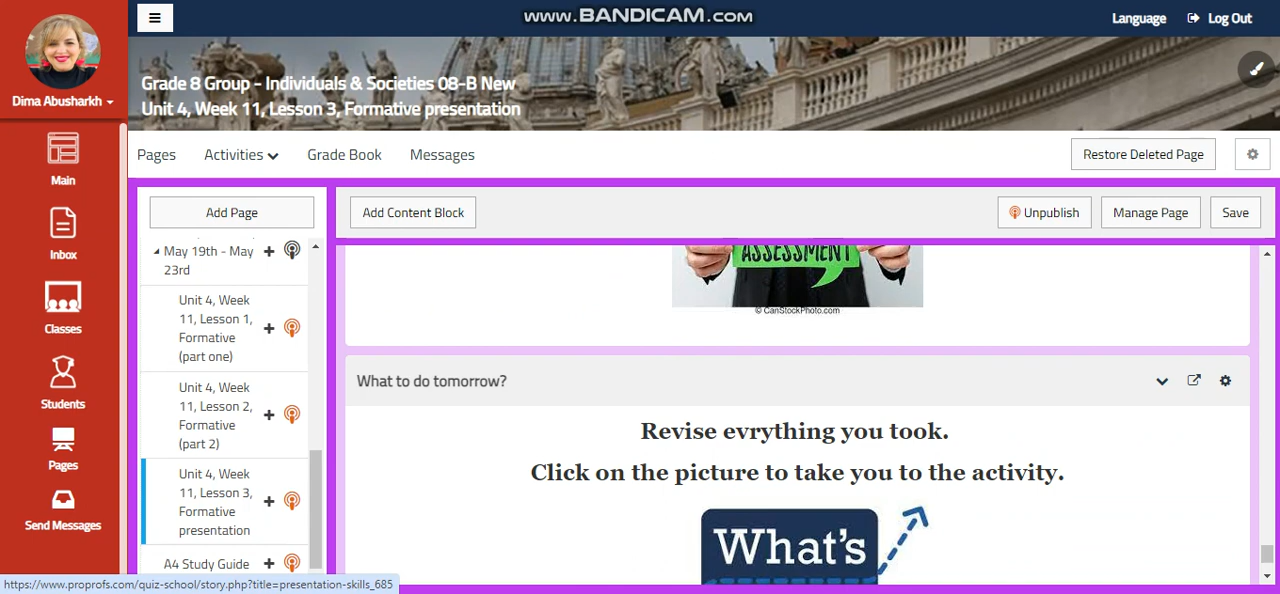 www.BANDICAM.com
Language
Log Out
Dima Abusharkh
Grade 8 Group - Individuals & Societies 08-B New
Unit 4, Week 11, Lesson 3, Formative presentation
Pages
Activities
Grade Book
Messages
Restore Deleted Page
Main
Inbox
Classes
Students
Pages
Send Messages
Add Page
May 19th - May
23rd
Unit 4, Week
11, Lesson 1,
Formative
(part one)
Unit 4, Week
11, Lesson 2,
Formative
(part 2)
Unit 4, Week
11, Lesson 3,
Formative
presentation
A4 Study Guide
Add Content Block
Unpublish
Manage Page
Save
ASSESSMENT
© CanStockPhoto.com
What to do tomorrow?
Revise evrything you took.
Click on the picture to take you to the activity.
What's
https://www.proprofs.com/quiz-school/story.php?title=presentation-skills_685